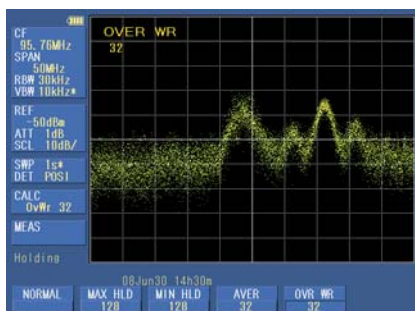 CF
95.76MHz
SPAN
50MHz
RBW 30kHz
VBW 10kHz*
REF
-50dBm
ATT 1dB
SCL 10dB/
SWP 1s*
DET POSI
CALC
OvWr 32
MEAS
Holding
OVER WR
32
08Jun30 14h30m
NORMAL
MAX HLD
128
MIN HLD
128
AVER
32
OVR WR
32